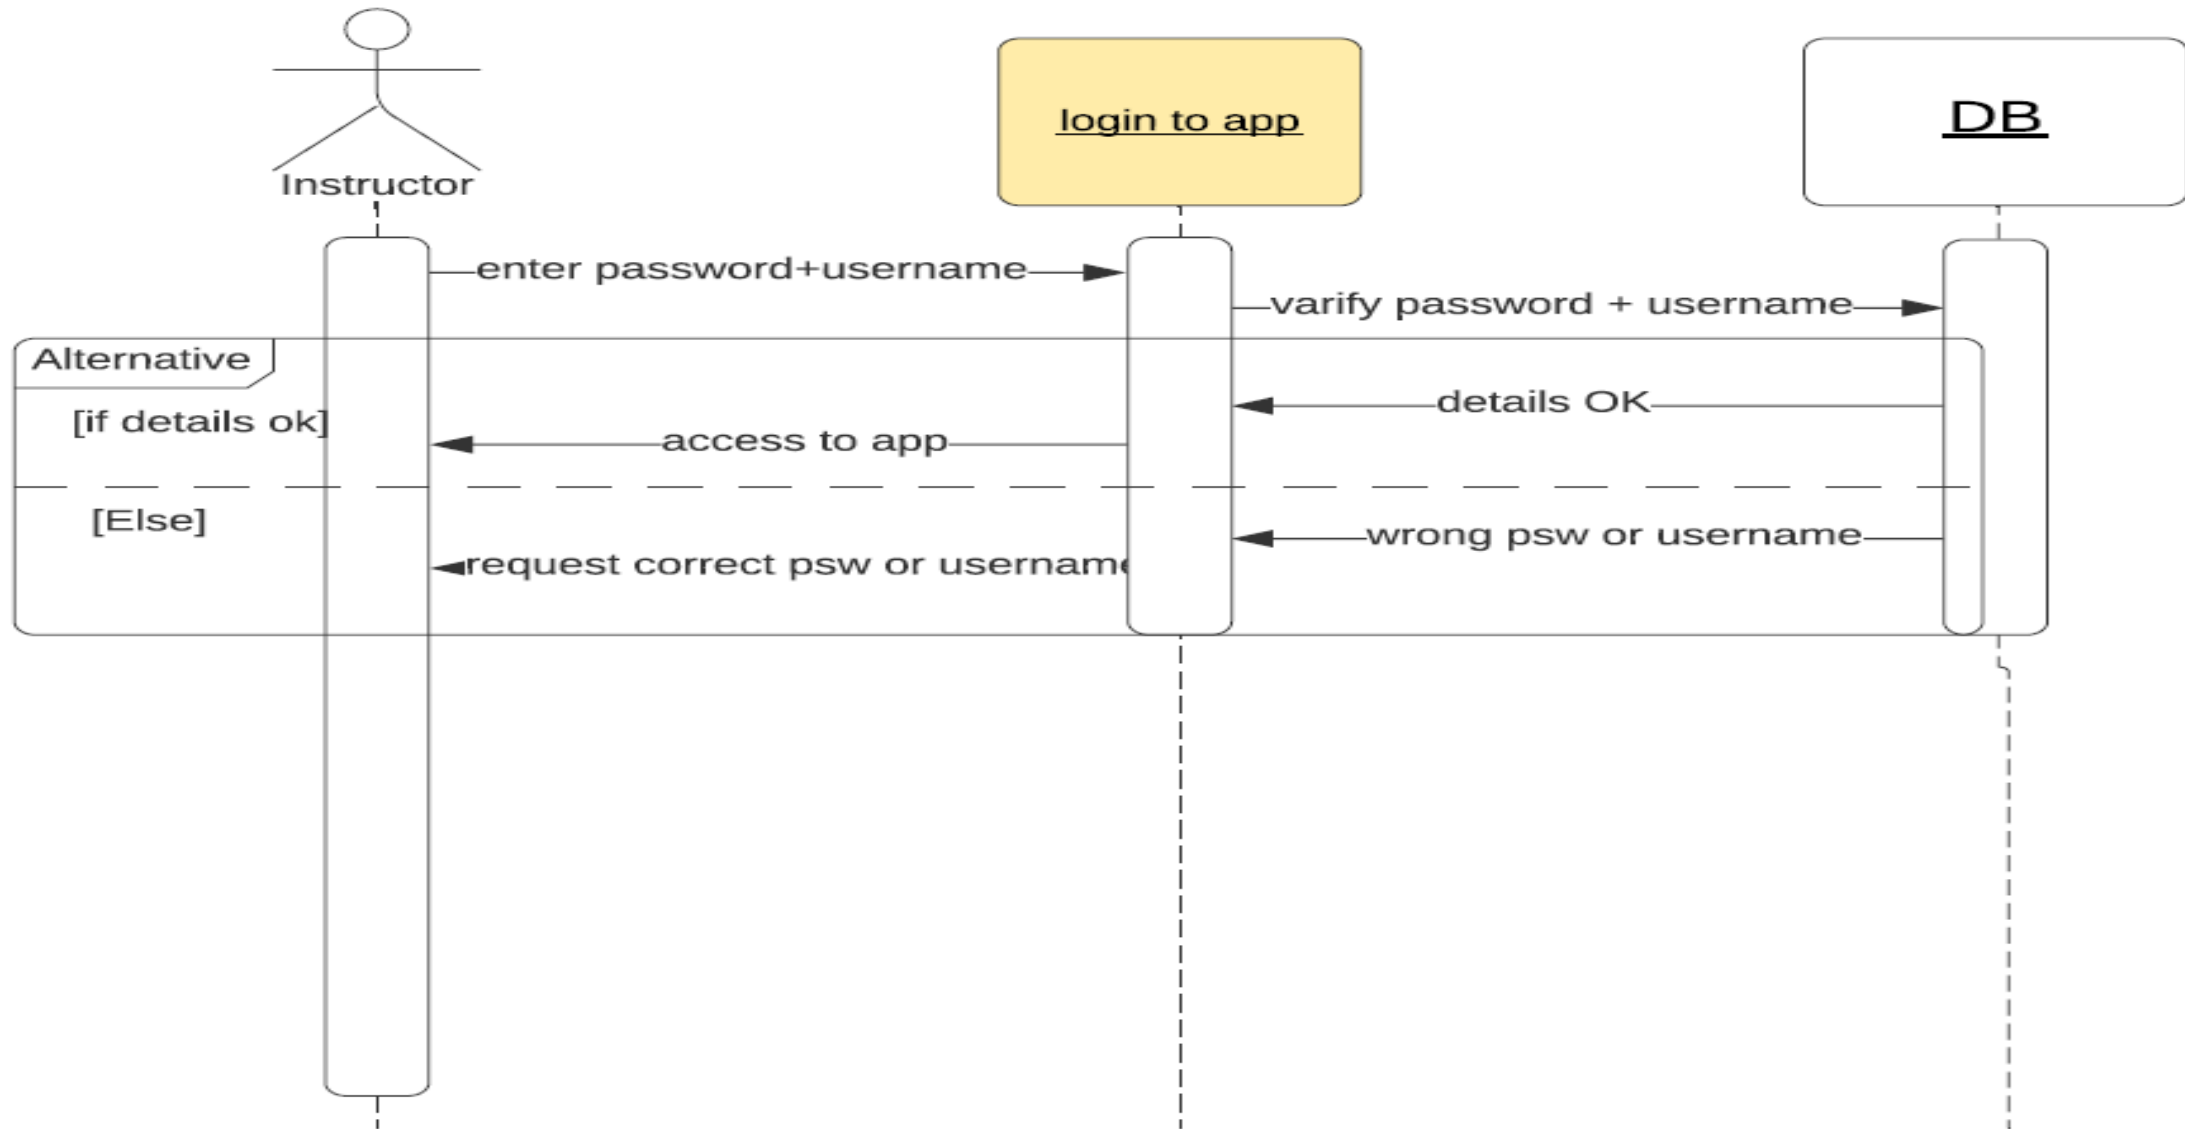 Instructor
login to app
DB
enter password+username
varify password + username
Alternative
details OK
[if details ok]
access to app
[Else]
wrong psw or username
request correct psw or username